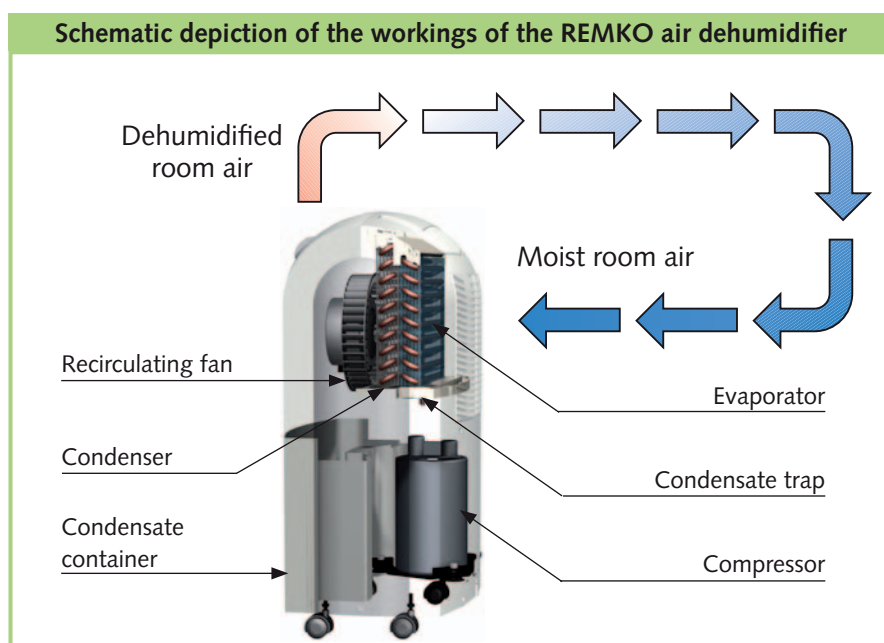 Schematic depiction of the workings of the REMKO air dehumidifier
Dehumidified
room air
Moist room air
Recirculating fan
Evaporator
Condenser
Condensate trap
Condensate
container
Compressor